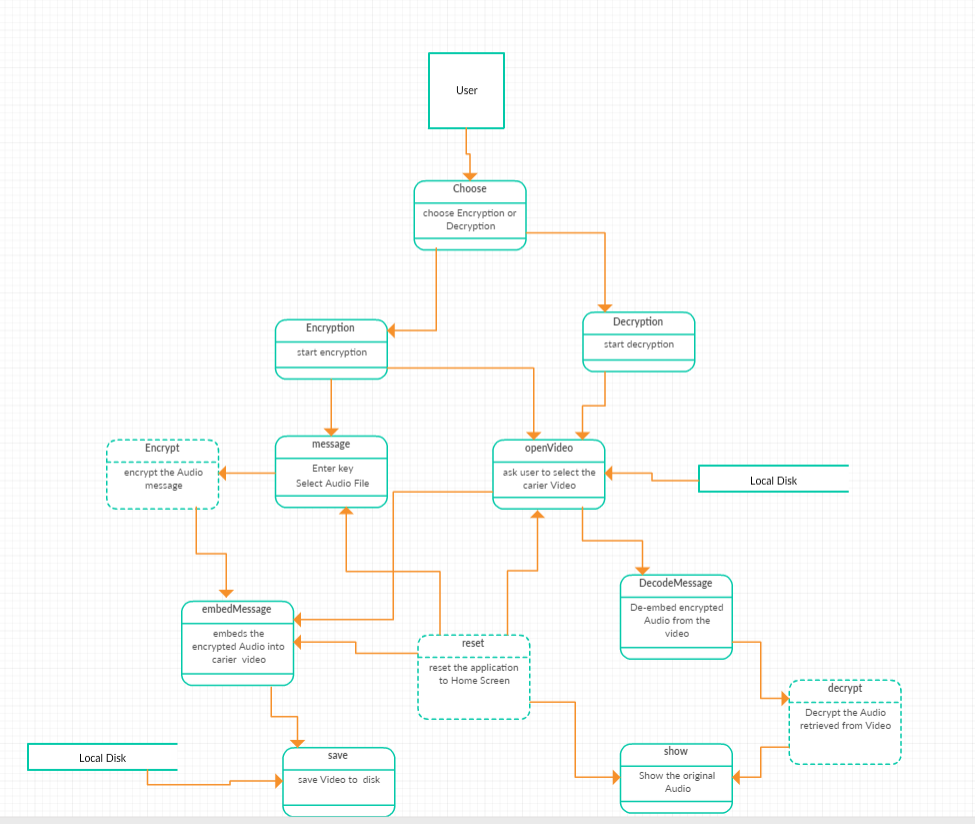 User
Choose
choose Encryption or
Decryption
Encryption
start encryption
Decryption
start decryption
Encrypt
encrypt the Audio
message
message
Enter key
Select Audio File
openVideo
ask user to select the
carier Video
Local Disk
DecodeMessage
De-embed encrypted
Audio from the
video
embedMessage
embeds the
encrypted Audio into
carier video
reset
reset the application
to Home Screen
decrypt
Decrypt the Audio
retrieved from Video
Local Disk
save
save Video to disk
show
Show the original
Audio